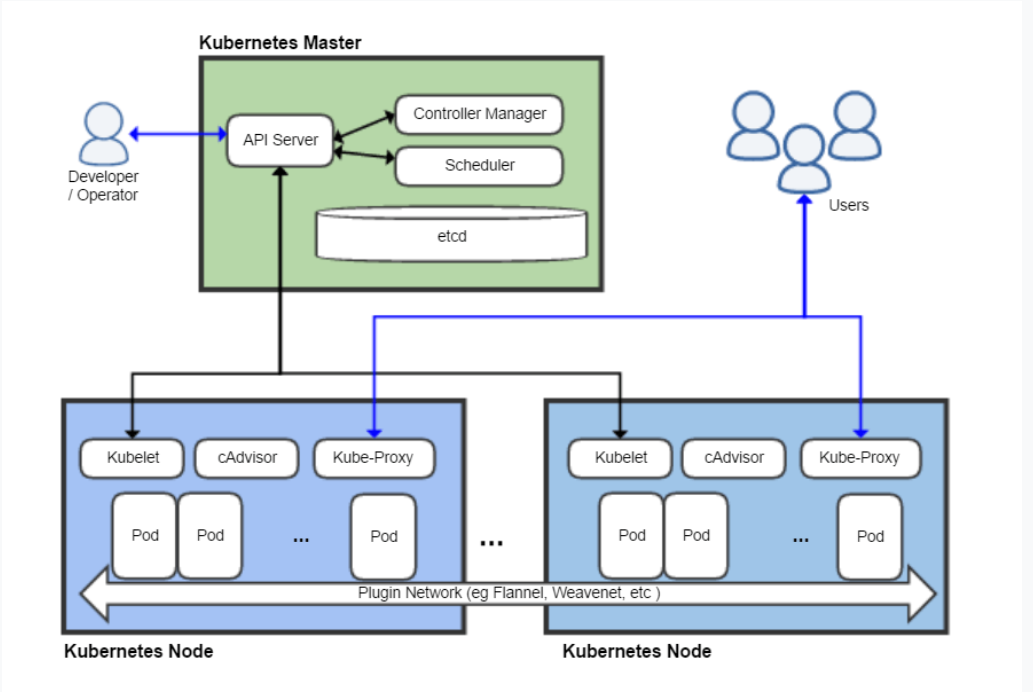 Kubernetes Master
API Server
Controller Manager
Scheduler
etcd
Developer
/ Operator
Users
Kubelet
cAdvisor
Kube-Proxy
Pod
Pod
...
Pod
...
Kubelet
cAdvisor
Kube-Proxy
Pod
Pod
...
Pod
Plugin Network (eg Flannel, Weavenet, etc )
Kubernetes Node
Kubernetes Node